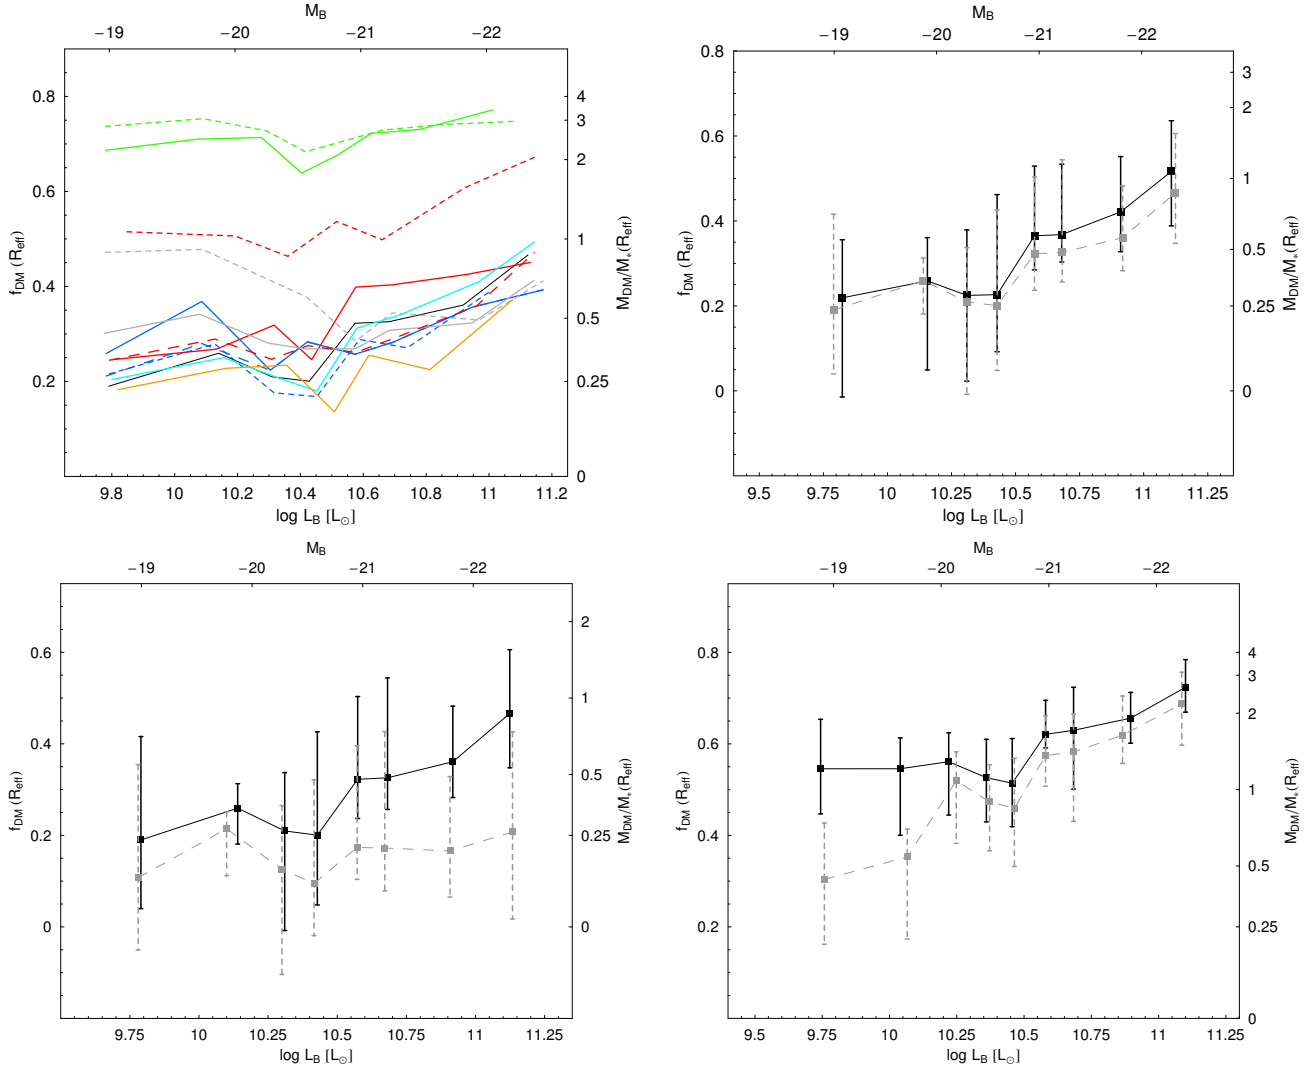 M_B
−19 −20 −21 −22
0.8
0.6
0.4
0.2
f_DM (R_eff)
4
3
2
1
0.5
0.25
0
M_DM/M_*(R_eff)
9.8 10 10.2 10.4 10.6 10.8 11 11.2
log L_B [L_⊙]
M_B
−19 −20 −21 −22
0.8
0.6
0.4
0.2
0
f_DM (R_eff)
3
2
1
0.5
0.25
0
M_DM/M_*(R_eff)
9.5 9.75 10 10.25 10.5 10.75 11 11.25
log L_B [L_⊙]
M_B
−19 −20 −21 −22
0.6
0.4
0.2
0
f_DM (R_eff)
2
1
0.5
0.25
0
M_DM/M_*(R_eff)
9.75 10 10.25 10.5 10.75 11 11.25
log L_B [L_⊙]
M_B
−19 −20 −21 −22
0.8
0.6
0.4
0.2
f_DM (R_eff)
4
3
2
1
0.5
0.25
0
M_DM/M_*(R_eff)
9.5 9.75 10 10.25 10.5 10.75 11 11.25
log L_B [L_⊙]